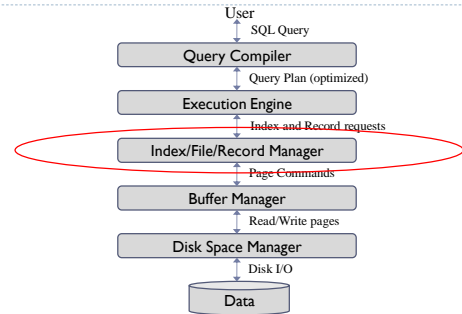 User
SQL Query
Query Compiler
Query Plan (optimized)
Execution Engine
Index and Record requests
Index/File/Record Manager
Page Commands
Buffer Manager
Read/Write pages
Disk Space Manager
Disk I/O
Data